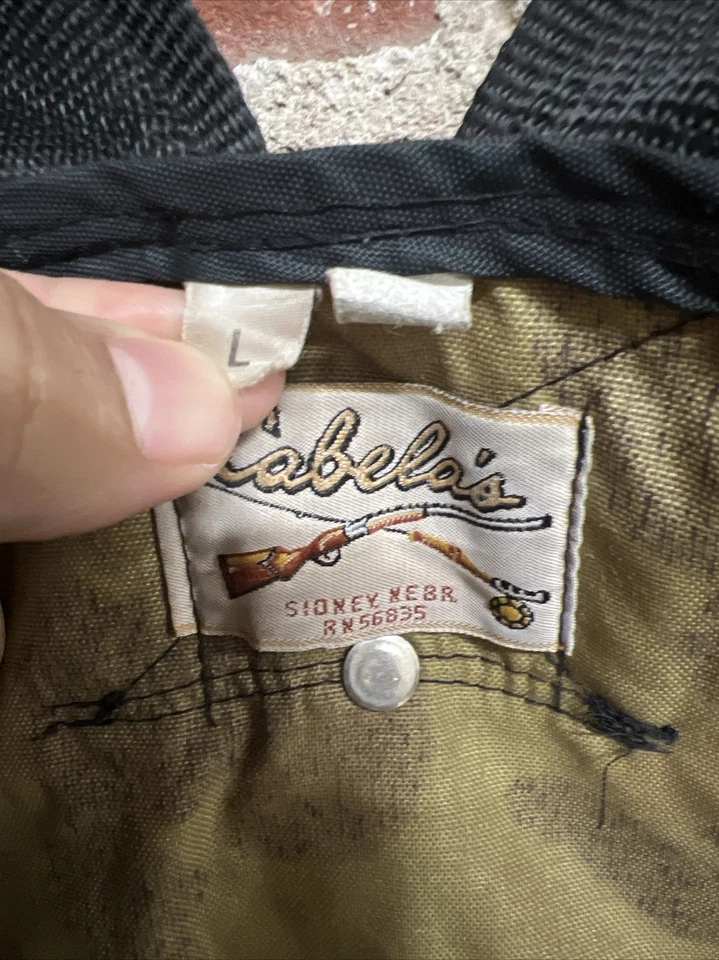 L
Cabela's
SIDNEY, NEBR.
RN56835